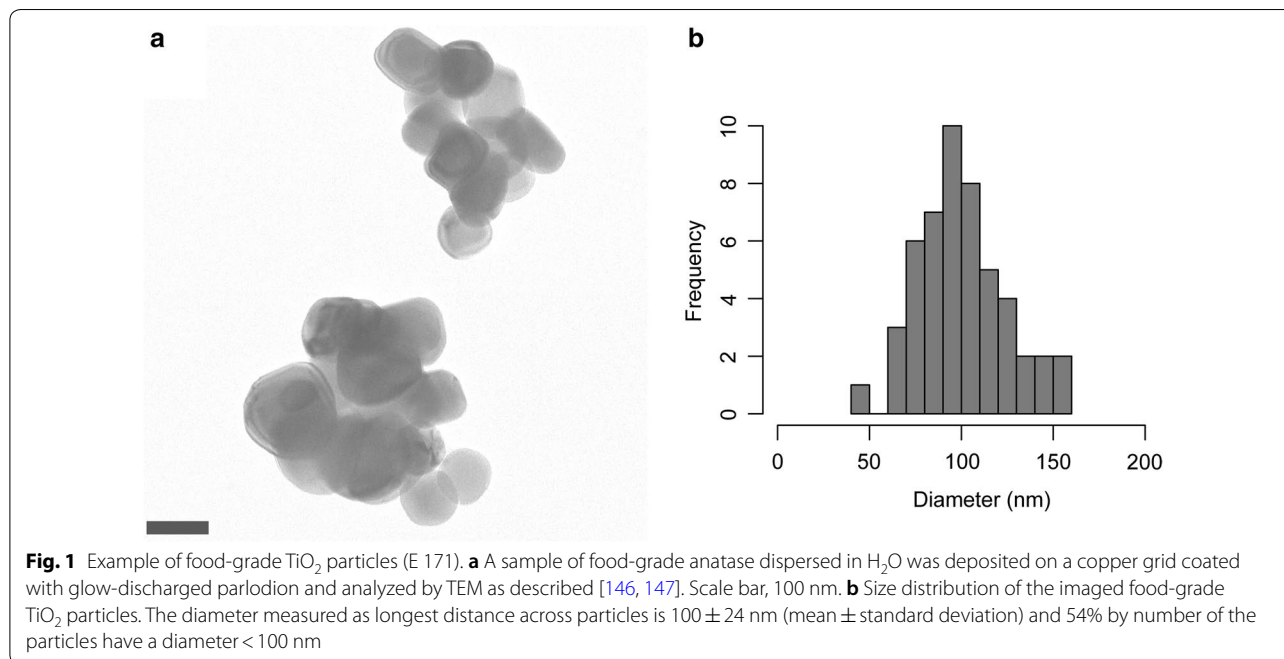 a
b
10
8
6
4
2
0
Frequency
0 50 100 150 200
Diameter (nm)
Fig. 1 Example of food-grade TiO₂ particles (E 171). a A sample of food-grade anatase dispersed in H₂O was deposited on a copper grid coated
with glow-discharged parlodion and analyzed by TEM as described [146, 147]. Scale bar, 100 nm. b Size distribution of the imaged food-grade
TiO₂ particles. The diameter measured as longest distance across particles is 100 ± 24 nm (mean ± standard deviation) and 54% by number of the
particles have a diameter < 100 nm